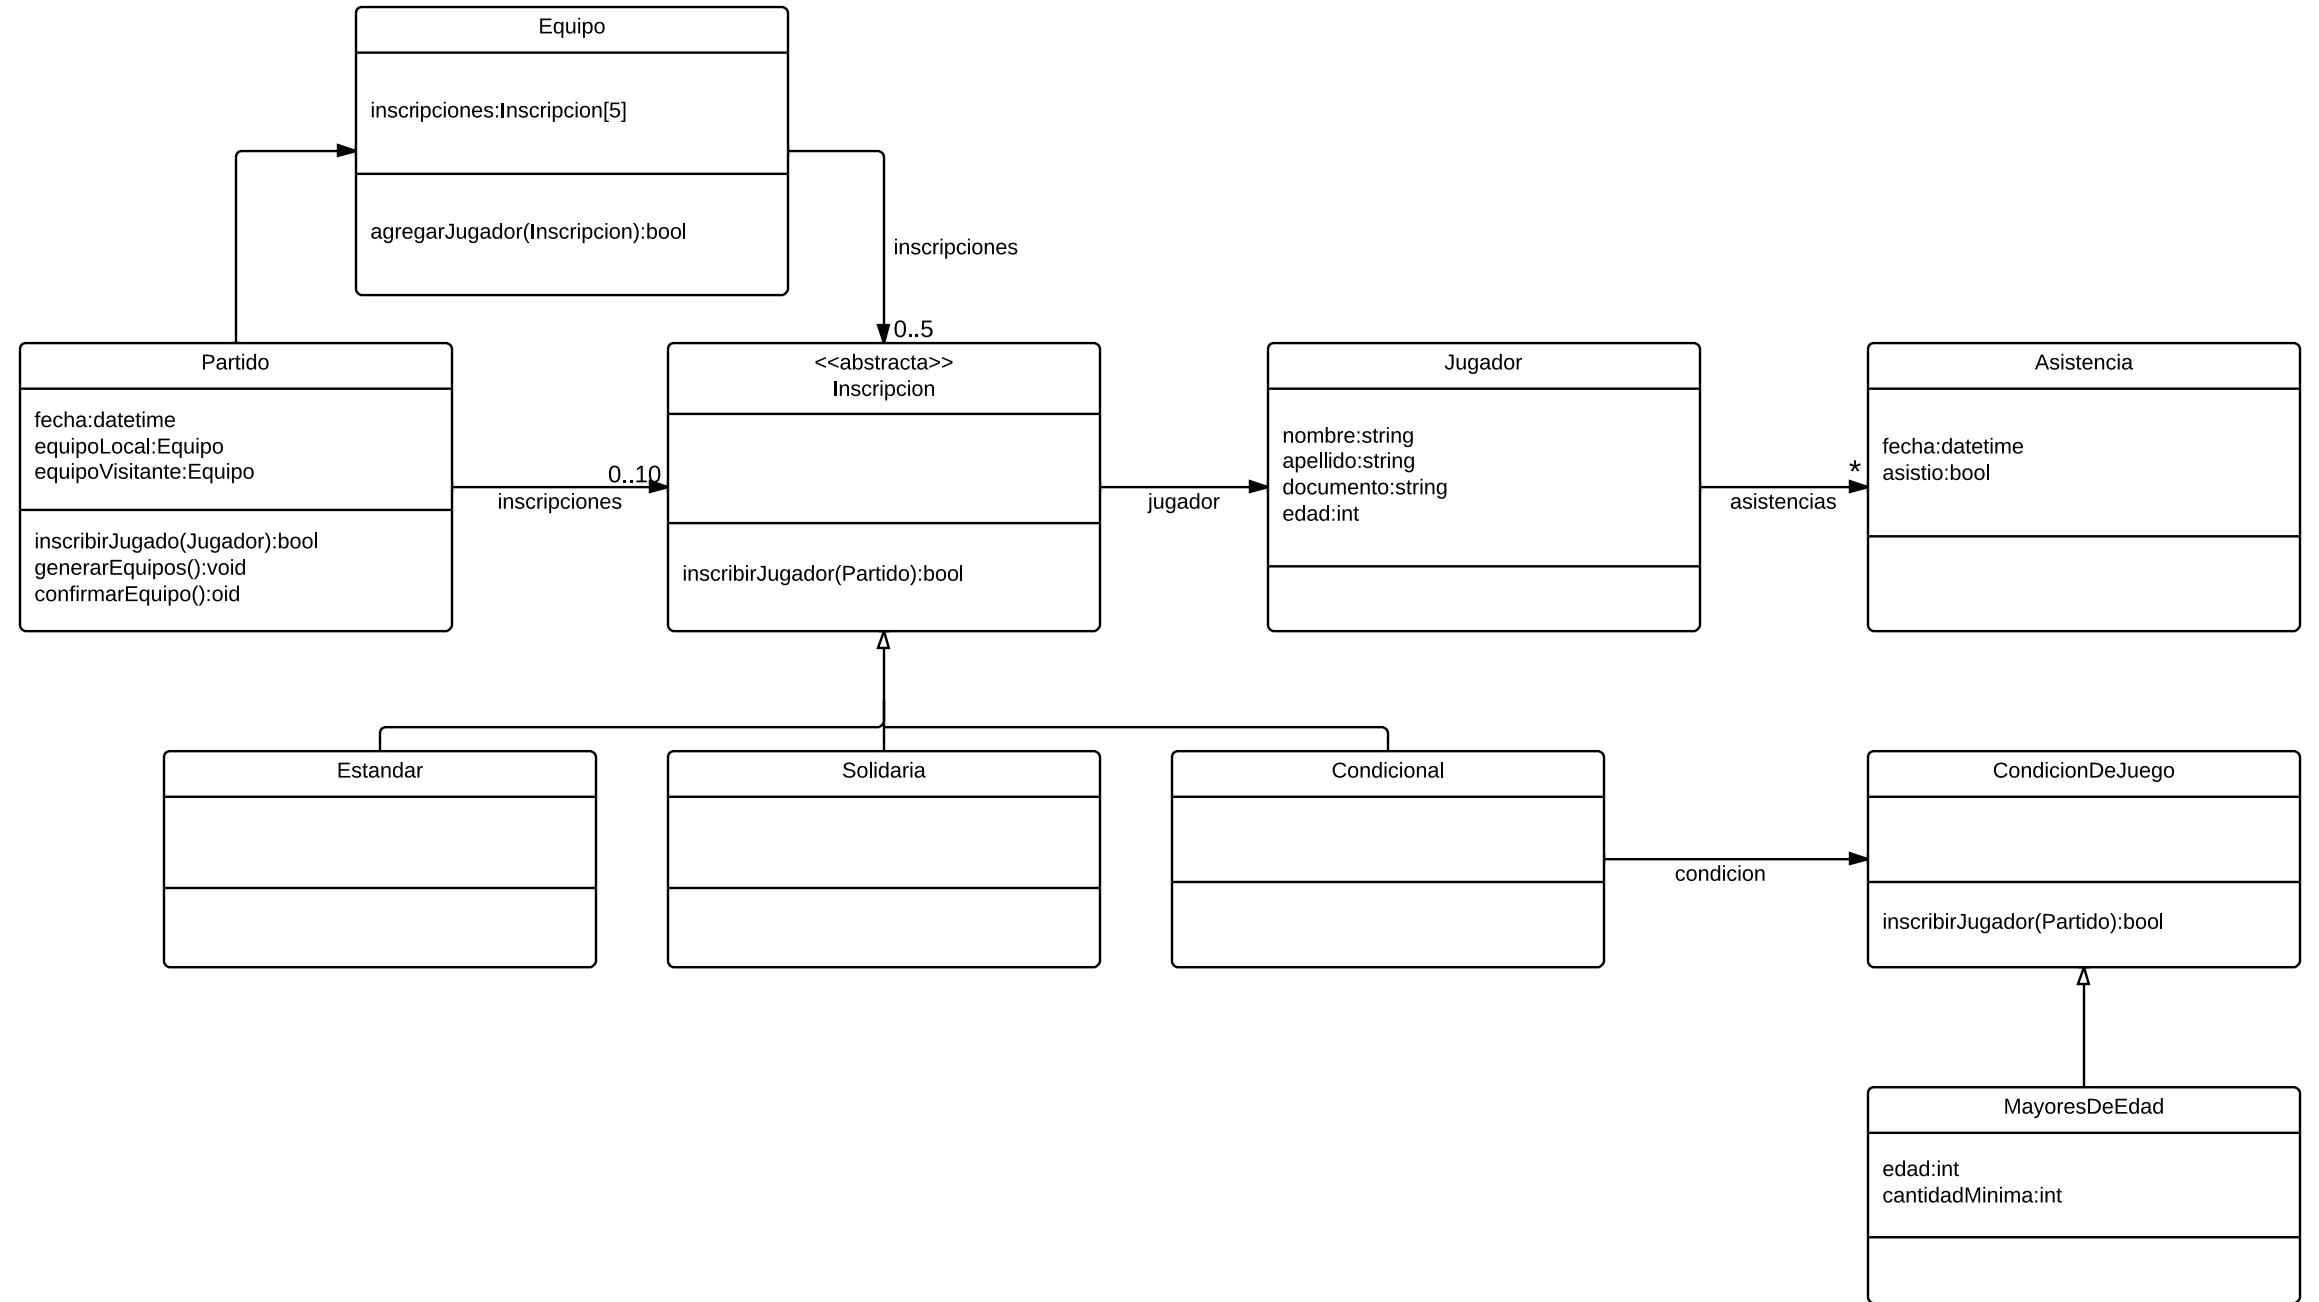 Equipo
inscripciones:Inscripcion[5]
agregarJugador(Inscripcion):bool
inscripciones
0..5
Partido
fecha:datetime
equipoLocal:Equipo
equipoVisitante:Equipo
inscribirJugado(Jugador):bool
generarEquipos():void
confirmarEquipo():oid
0..10
inscripciones
<<abstracta>>
Inscripcion
inscribirJugador(Partido):bool
jugador
Jugador
nombre:string
apellido:string
documento:string
edad:int
*
asistencias
Asistencia
fecha:datetime
asistio:bool
Estandar
Solidaria
Condicional
condicion
CondicionDeJuego
inscribirJugador(Partido):bool
MayoresDeEdad
edad:int
cantidadMinima:int